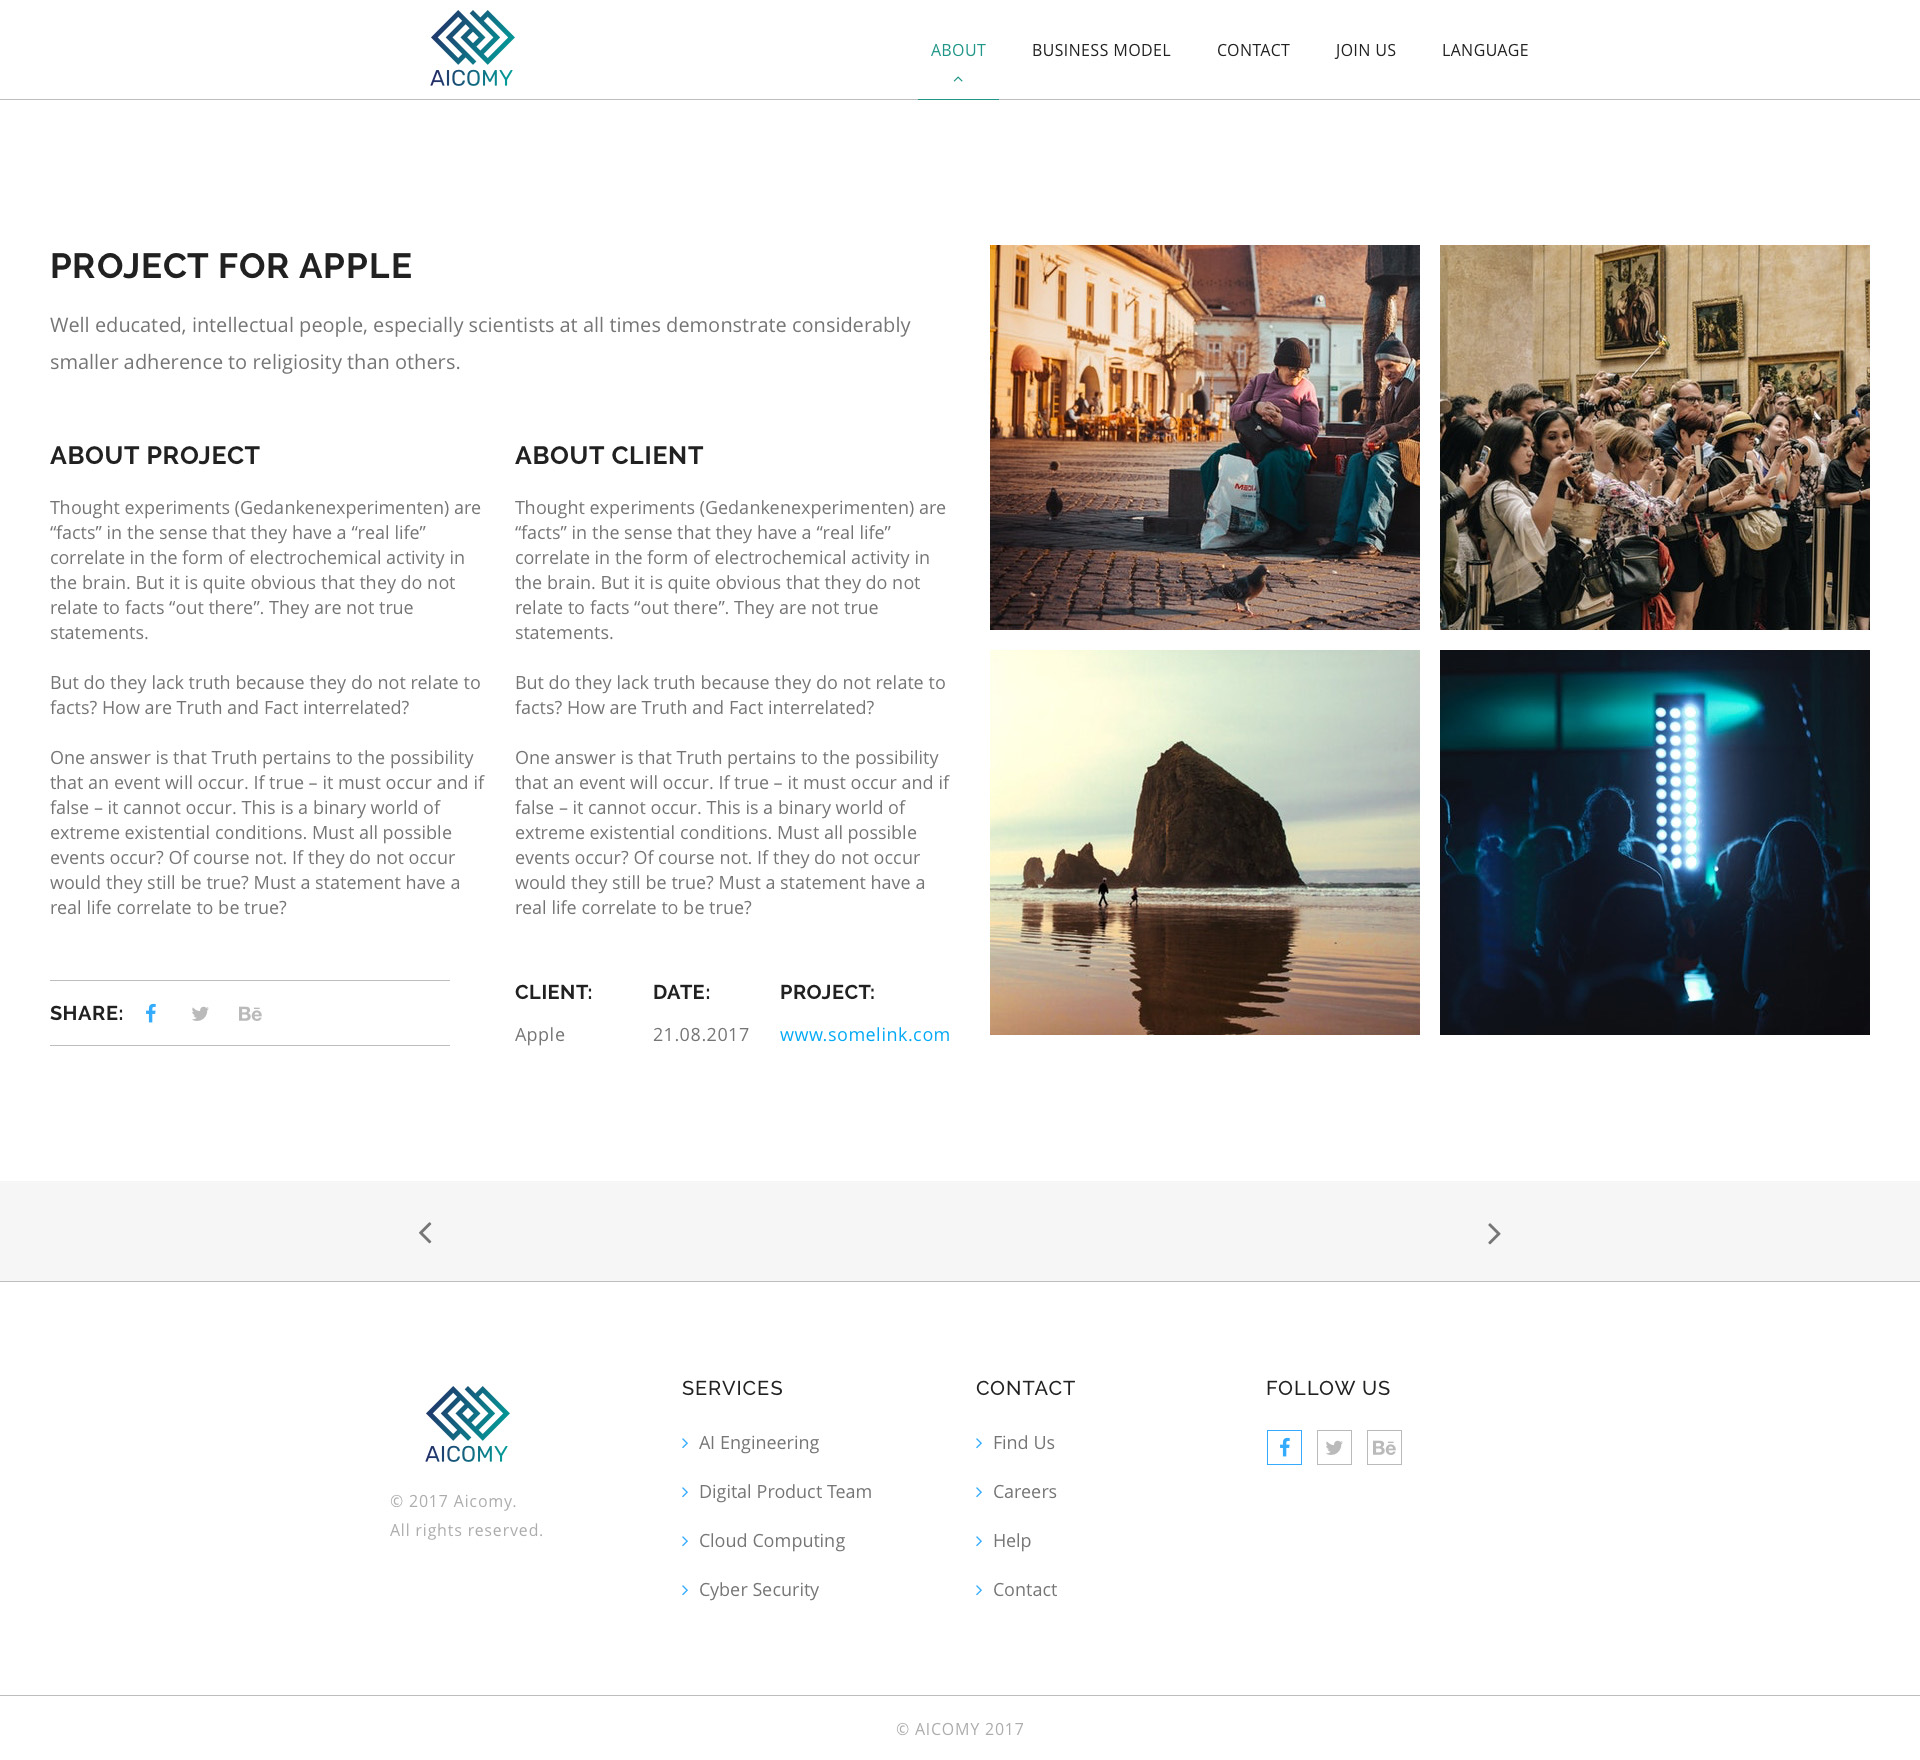 AICOMY
ABOUT
BUSINESS MODEL
CONTACT
JOIN US
LANGUAGE
PROJECT FOR APPLE
Well educated, intellectual people, especially scientists at all times demonstrate considerably
smaller adherence to religiosity than others.
ABOUT PROJECT
Thought experiments (Gedankenexperimenten) are
“facts” in the sense that they have a “real life”
correlate in the form of electrochemical activity in
the brain. But it is quite obvious that they do not
relate to facts “out there”. They are not true
statements.
But do they lack truth because they do not relate to
facts? How are Truth and Fact interrelated?
One answer is that Truth pertains to the possibility
that an event will occur. If true – it must occur and if
false – it cannot occur. This is a binary world of
extreme existential conditions. Must all possible
events occur? Of course not. If they do not occur
would they still be true? Must a statement have a
real life correlate to be true?
SHARE:
Bē
ABOUT CLIENT
Thought experiments (Gedankenexperimenten) are
“facts” in the sense that they have a “real life”
correlate in the form of electrochemical activity in
the brain. But it is quite obvious that they do not
relate to facts “out there”. They are not true
statements.
But do they lack truth because they do not relate to
facts? How are Truth and Fact interrelated?
One answer is that Truth pertains to the possibility
that an event will occur. If true – it must occur and if
false – it cannot occur. This is a binary world of
extreme existential conditions. Must all possible
events occur? Of course not. If they do not occur
would they still be true? Must a statement have a
real life correlate to be true?
CLIENT:
Apple
DATE:
21.08.2017
PROJECT:
www.somelink.com
AICOMY
© 2017 Aicomy.
All rights reserved.
SERVICES
AI Engineering
Digital Product Team
Cloud Computing
Cyber Security
CONTACT
Find Us
Careers
Help
Contact
FOLLOW US
Bē
© AICOMY 2017